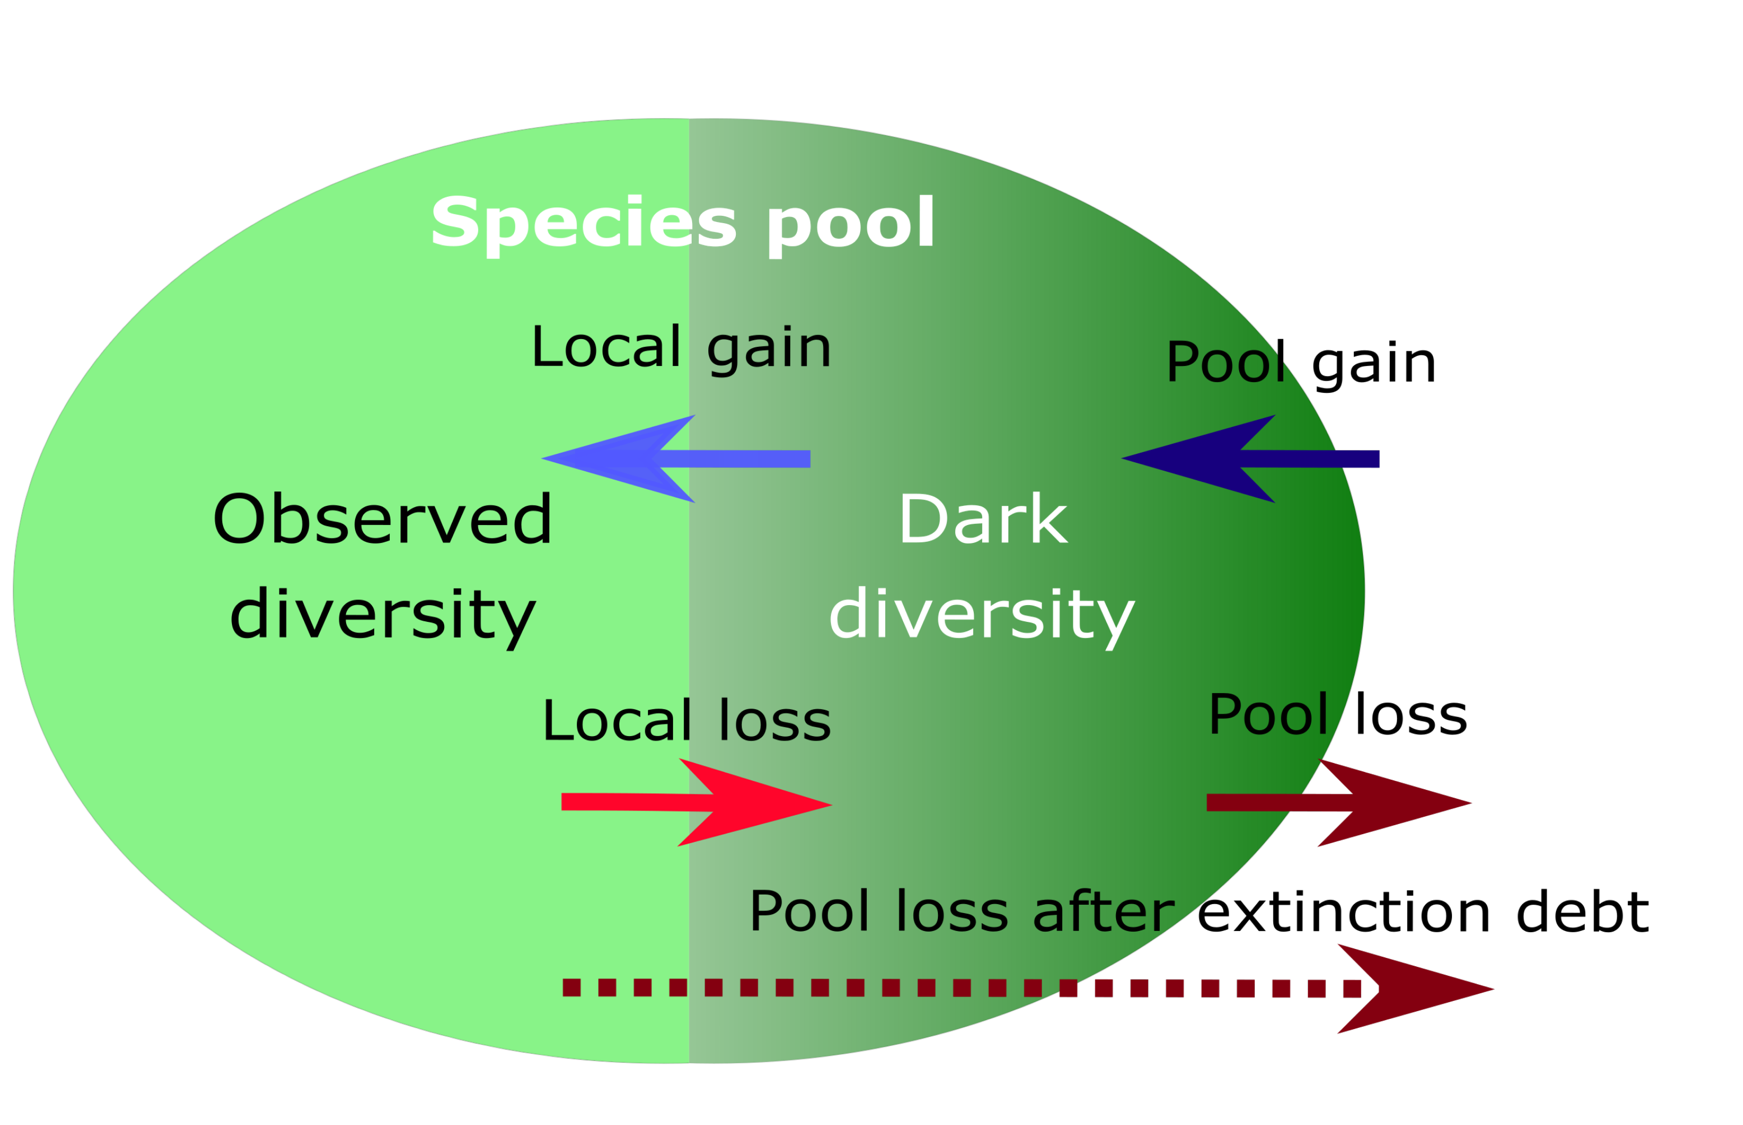 Species pool
Local gain
Pool gain
Observed
diversity
Dark
diversity
Local loss
Pool loss
Pool loss after extinction debt